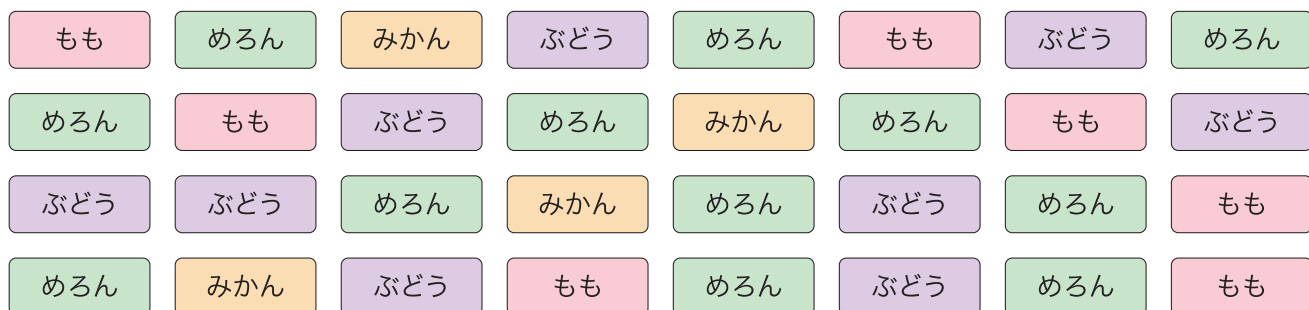 もも めろん みかん ぶどう めろん もも ぶどう めろん
めろん もも ぶどう めろん みかん めろん もも ぶどう
ぶどう ぶどう めろん みかん めろん ぶどう めろん もも
めろん みかん ぶどう もも めろん ぶどう めろん もも